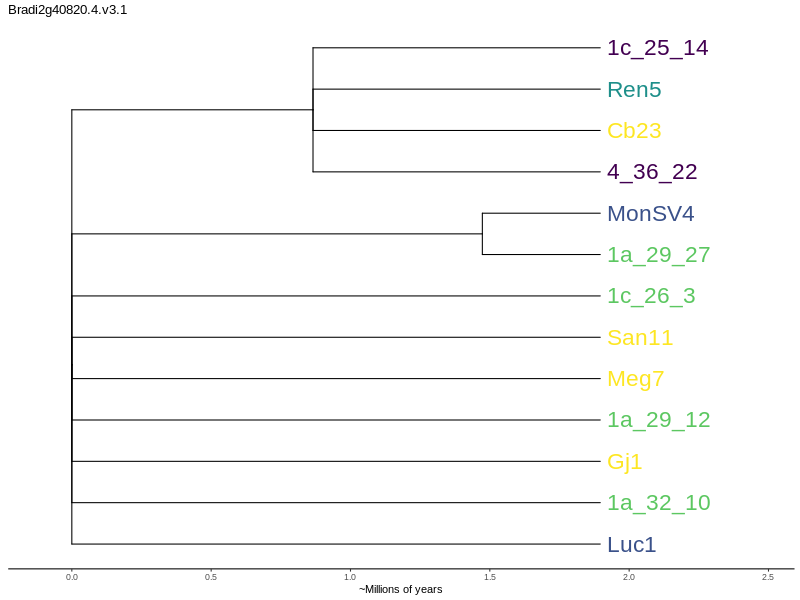 Bradi2g40820.4.v3.1
1c_25_14
Ren5
Cb23
4_36_22
MonSV4
1a_29_27
1c_26_3
San11
Meg7
1a_29_12
Gj1
1a_32_10
Luc1
0.0 0.5 1.0 1.5 2.0 2.5
~Millions of years